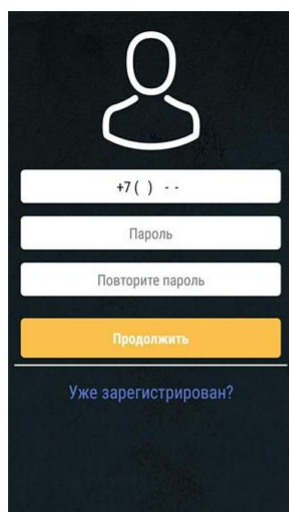 +7 ( ) - -
Пароль
Повторите пароль
Продолжить
Уже зарегистрирован?